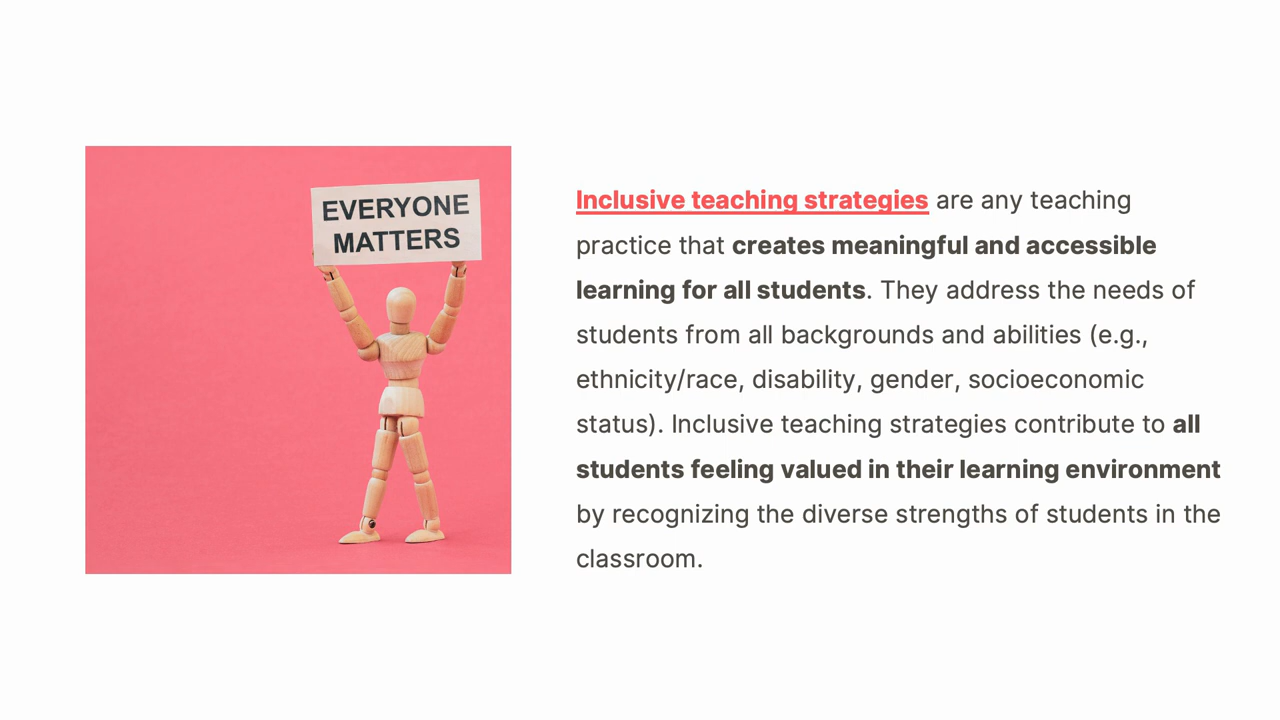 EVERYONE
MATTERS
Inclusive teaching strategies are any teaching
practice that creates meaningful and accessible
learning for all students. They address the needs of
students from all backgrounds and abilities (e.g.,
ethnicity/race, disability, gender, socioeconomic
status). Inclusive teaching strategies contribute to all
students feeling valued in their learning environment
by recognizing the diverse strengths of students in the
classroom.